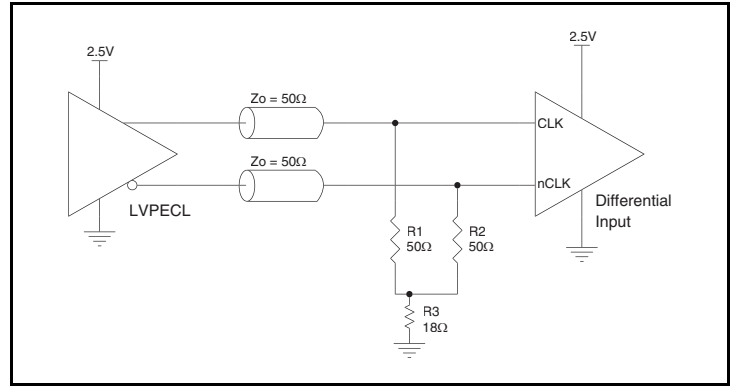 2.5V
2.5V
Zo = 50Ω
CLK
Zo = 50Ω
nCLK
LVPECL
Differential
Input
R1
50Ω
R2
50Ω
R3
18Ω